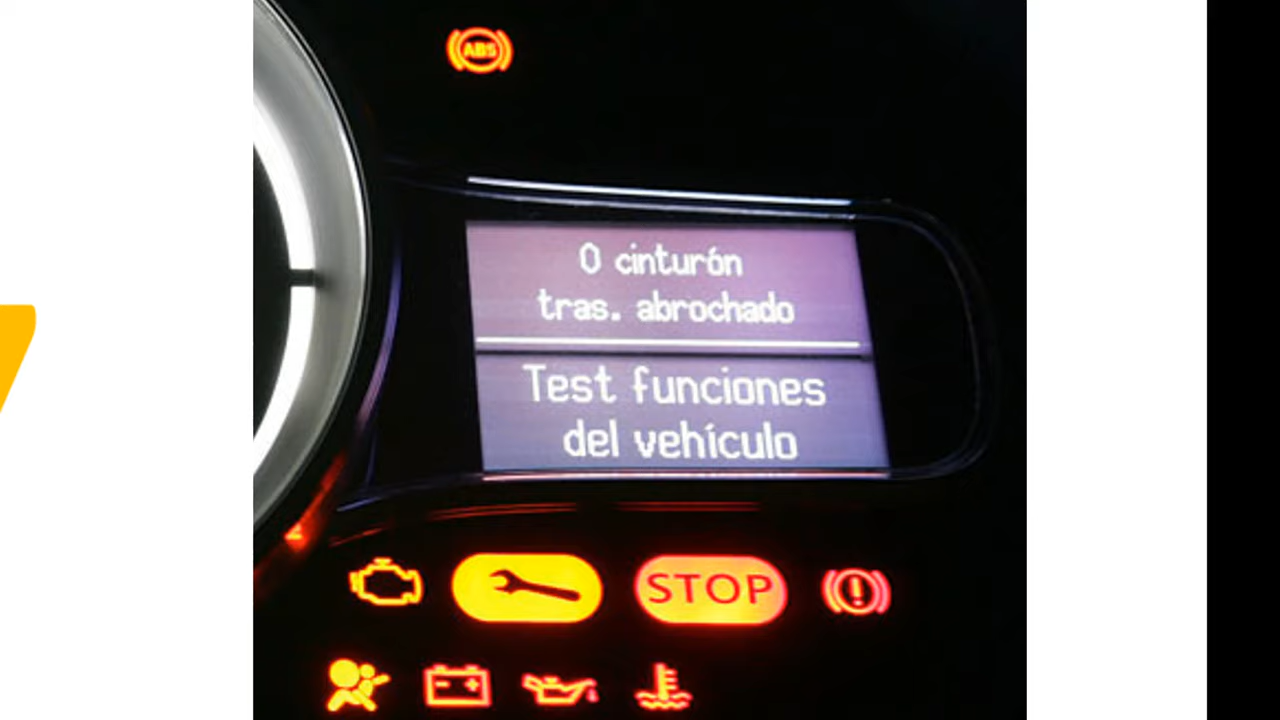 ABS
0 cinturón
tras. abrochado
Test funciones
del vehículo
STOP